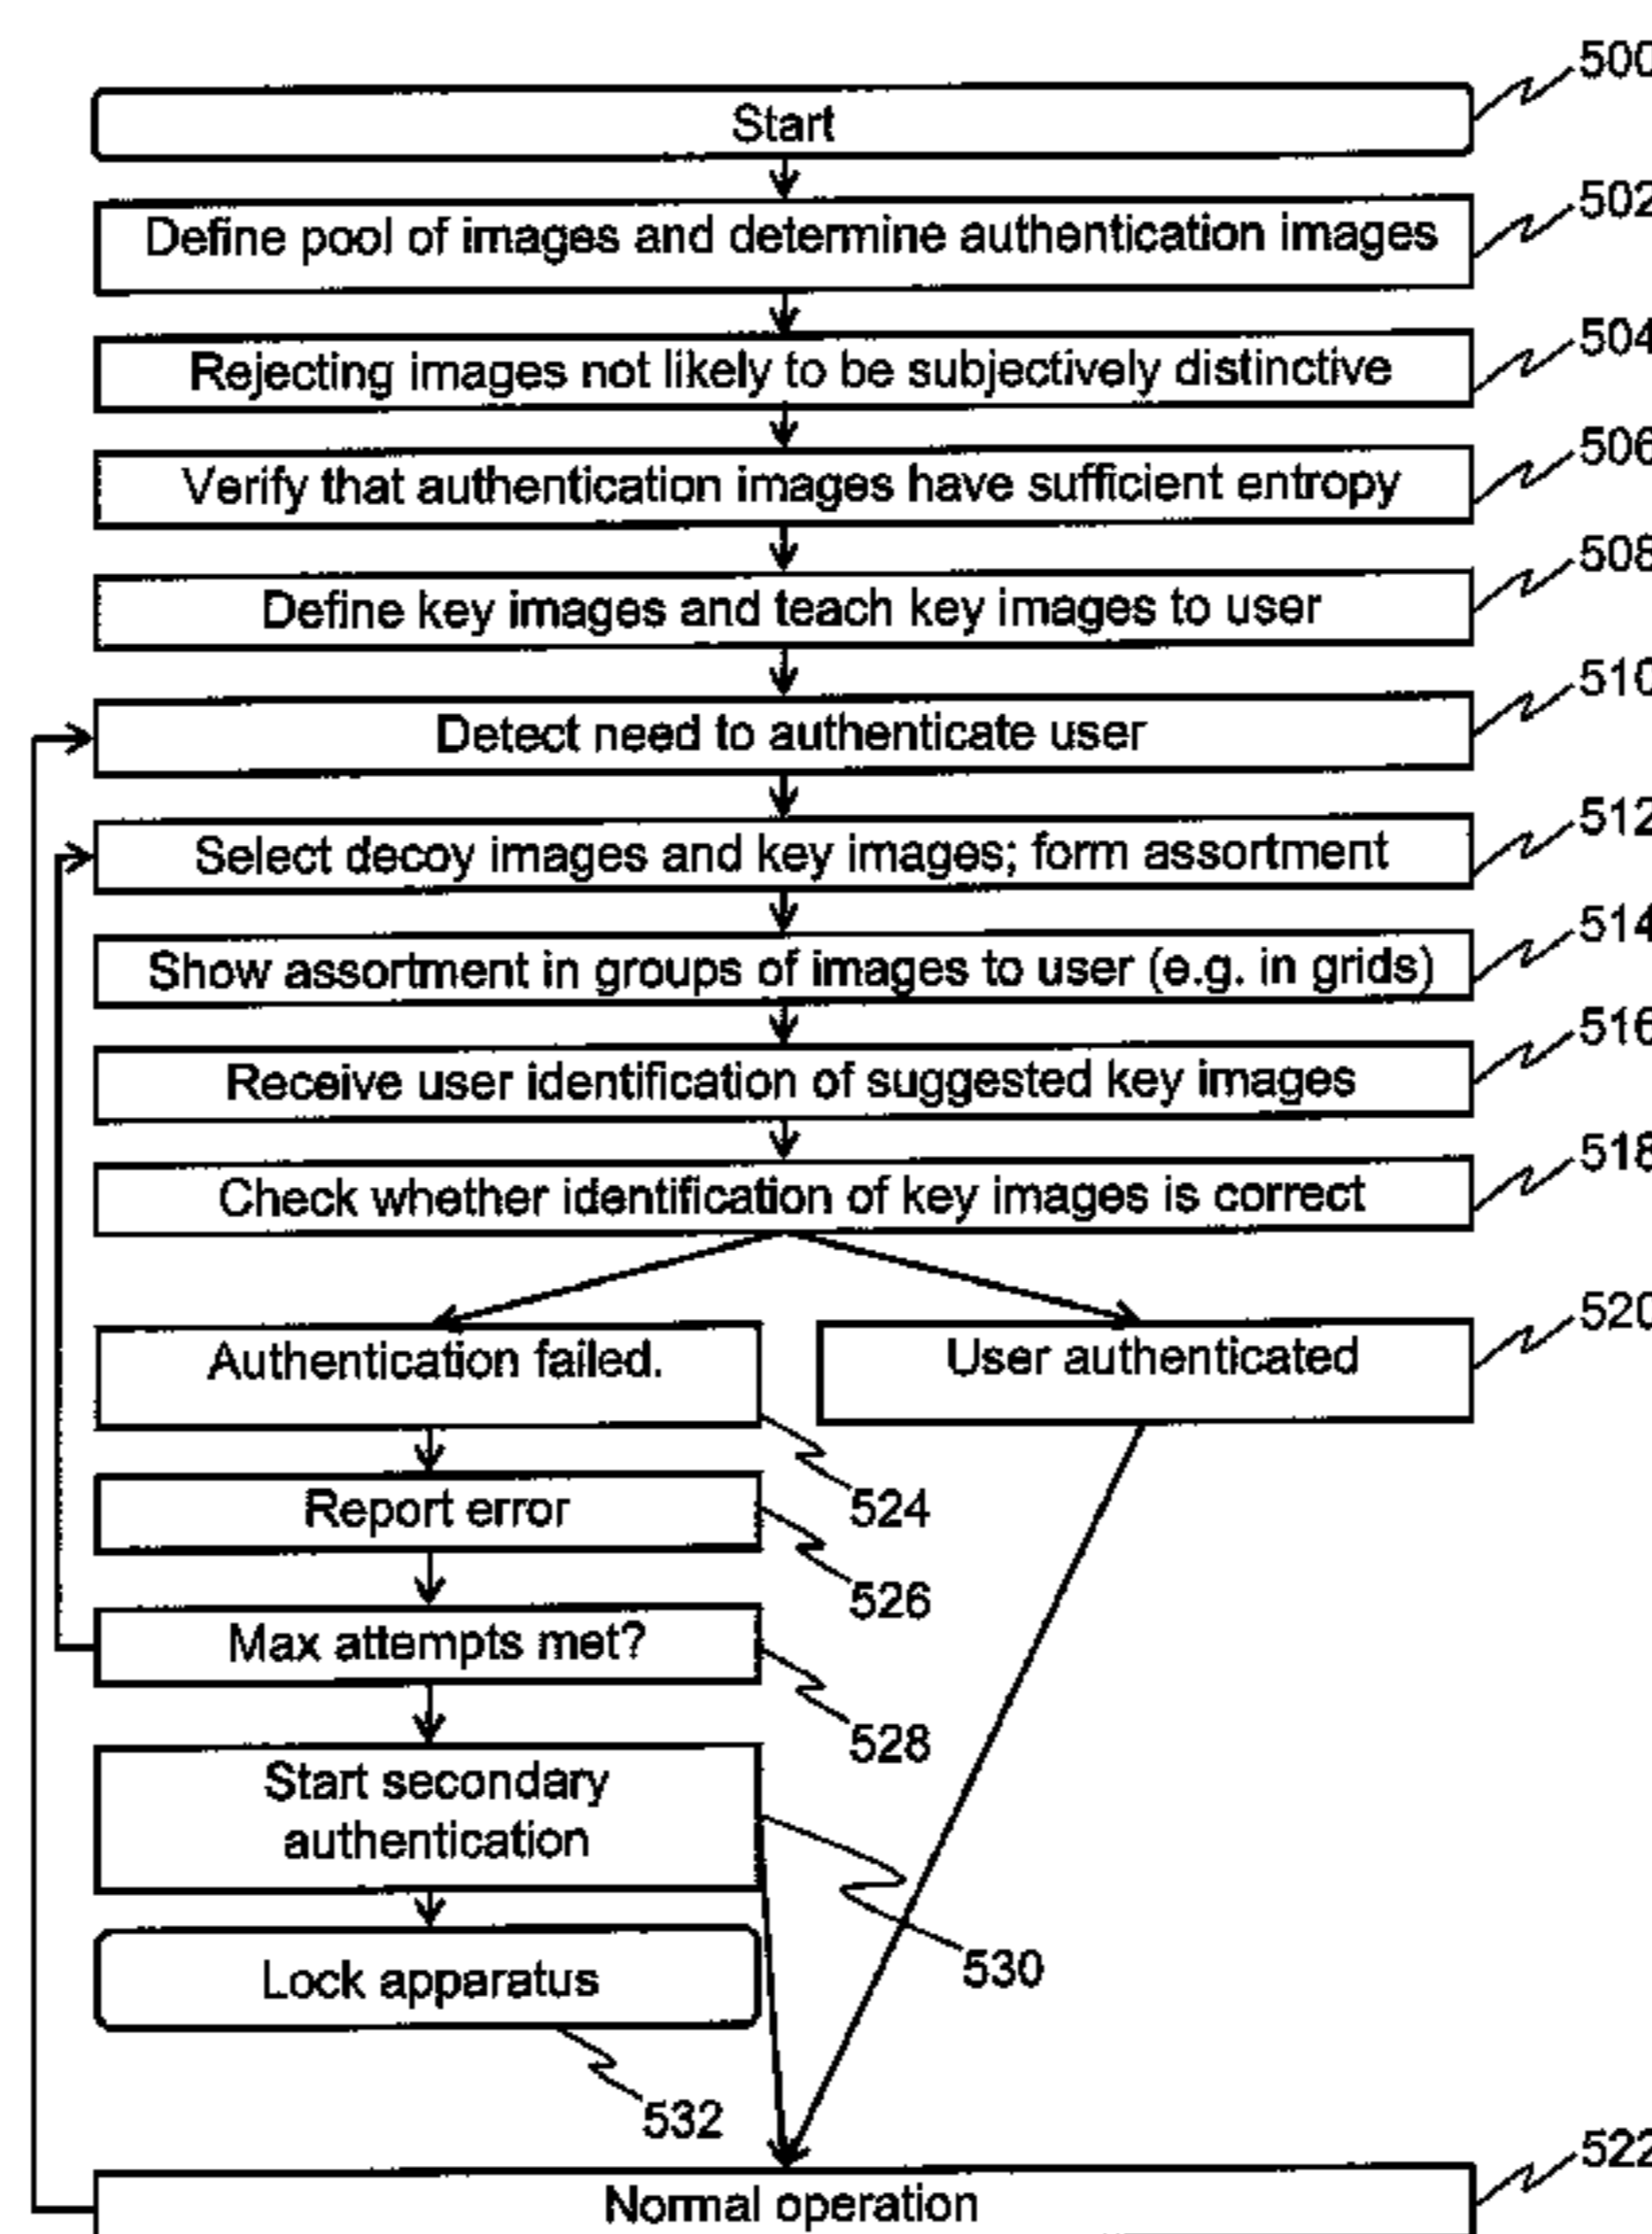 Start
500
Define pool of images and determine authentication images
502
Rejecting images not likely to be subjectively distinctive
504
Verify that authentication images have sufficient entropy
506
Define key images and teach key images to user
508
Detect need to authenticate user
510
Select decoy images and key images; form assortment
512
Show assortment in groups of images to user (e.g. in grids)
514
Receive user identification of suggested key images
516
Check whether identification of key images is correct
518
Authentication failed.
524
User authenticated
520
Report error
526
Max attempts met?
528
Start secondary
authentication
530
Lock apparatus
532
Normal operation
522